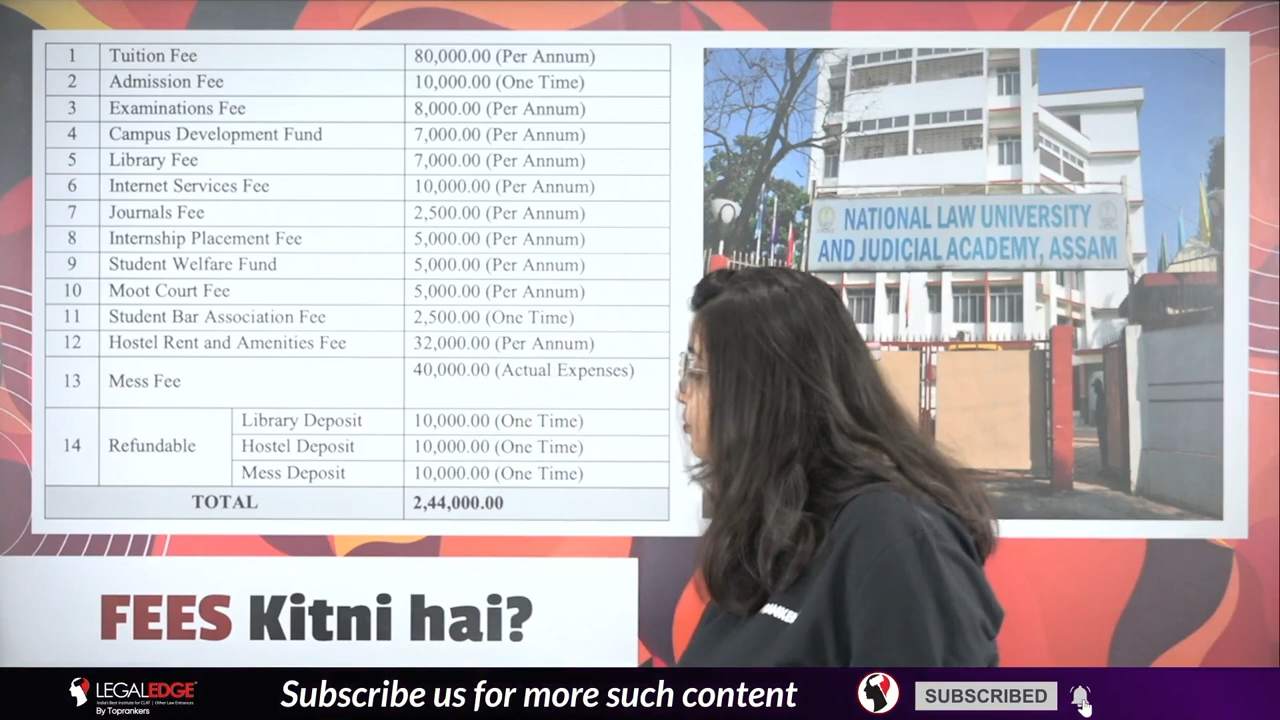 1 Tuition Fee 80,000.00 (Per Annum)
2 Admission Fee 10,000.00 (One Time)
3 Examinations Fee 8,000.00 (Per Annum)
4 Campus Development Fund 7,000.00 (Per Annum)
5 Library Fee 7,000.00 (Per Annum)
6 Internet Services Fee 10,000.00 (Per Annum)
7 Journals Fee 2,500.00 (Per Annum)
8 Internship Placement Fee 5,000.00 (Per Annum)
9 Student Welfare Fund 5,000.00 (Per Annum)
10 Moot Court Fee 5,000.00 (Per Annum)
11 Student Bar Association Fee 2,500.00 (One Time)
12 Hostel Rent and Amenities Fee 32,000.00 (Per Annum)
13 Mess Fee 40,000.00 (Actual Expenses)
14 Refundable
Library Deposit 10,000.00 (One Time)
Hostel Deposit 10,000.00 (One Time)
Mess Deposit 10,000.00 (One Time)
TOTAL 2,44,000.00
NATIONAL LAW UNIVERSITY
AND JUDICIAL ACADEMY, ASSAM
FEES Kitni hai?
LEGALEDGE
India's Best Institute for CLAT | Other Law Entrances
By Toprankers
Subscribe us for more such content
SUBSCRIBED